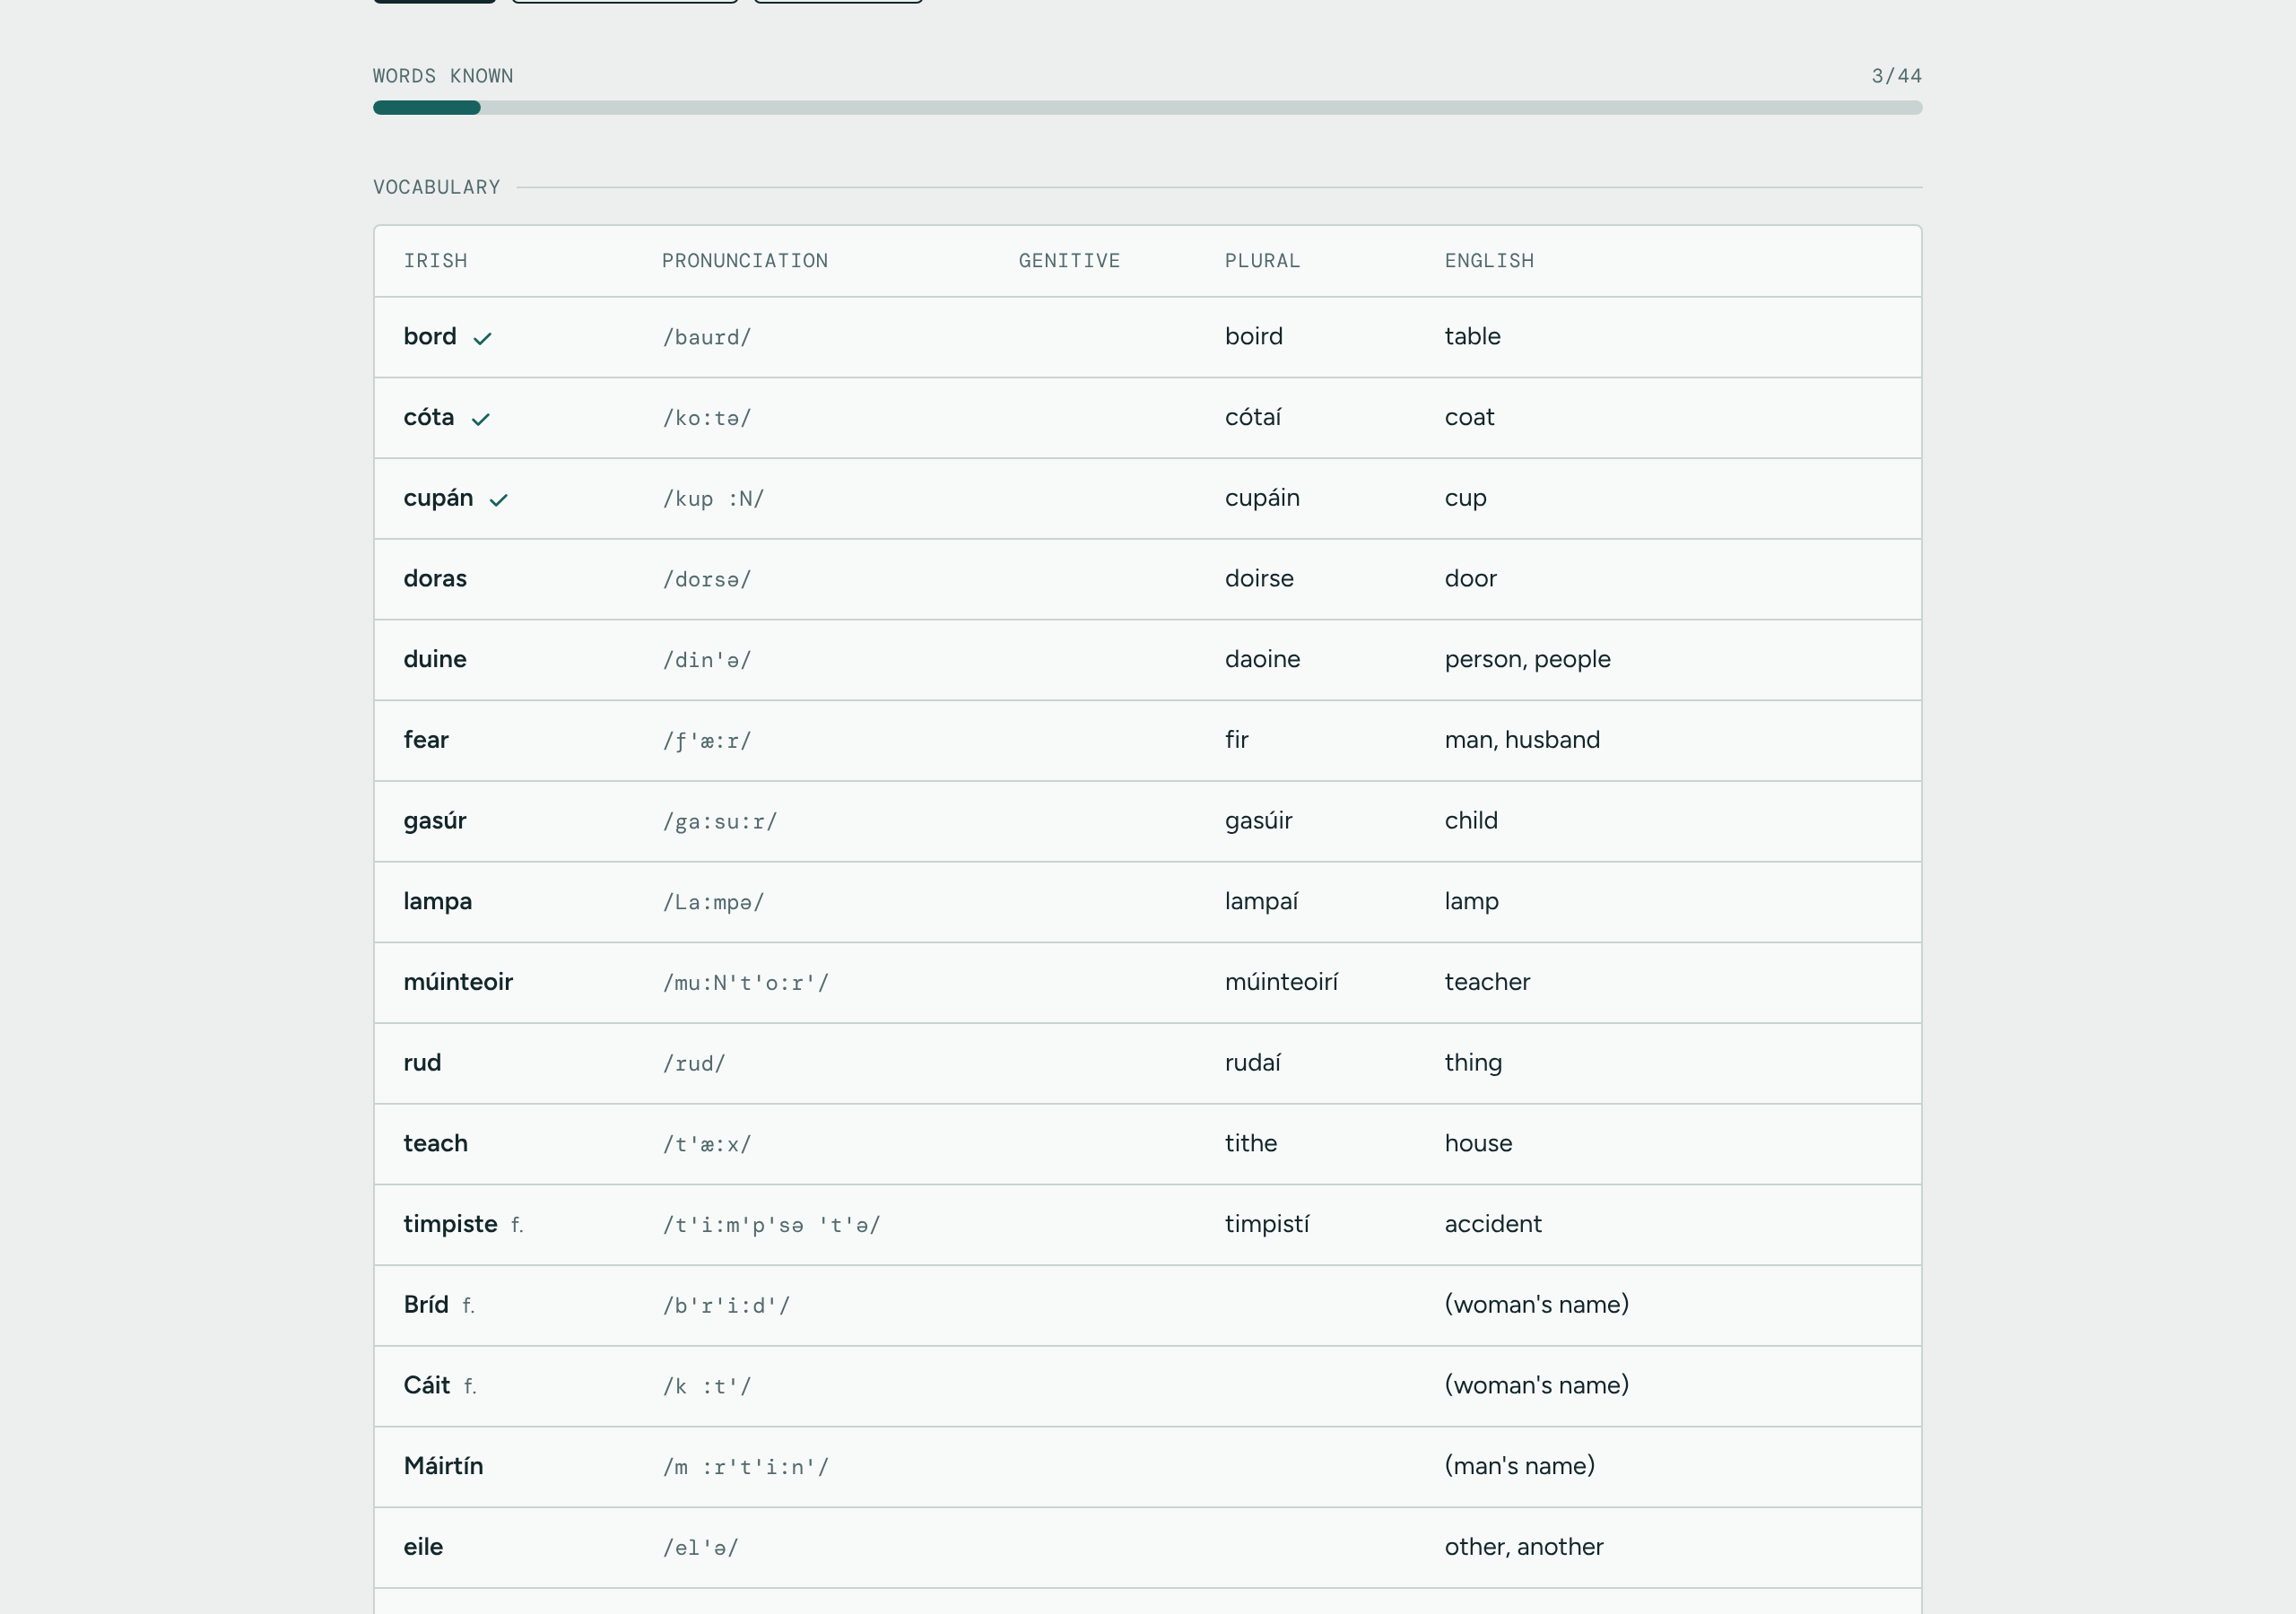 WORDS KNOWN 3/44
VOCABULARY
IRISH PRONUNCIATION GENITIVE PLURAL ENGLISH
bord ✓ /baurd/ boird table
cóta ✓ /ko:tə/ cótaí coat
cupán ✓ /kup :N/ cupáin cup
doras /dorsə/ doirse door
duine /din'ə/ daoine person, people
fear /f'æ:r/ fir man, husband
gasúr /ga:su:r/ gasúir child
lampa /La:mpə/ lampaí lamp
múinteoir /mu:N't'o:r'/ múinteoirí teacher
rud /rud/ rudaí thing
teach /t'æ:x/ tithe house
timpiste f. /t'i:m'p'sə 't'ə/ timpistí accident
Bríd f. /b'r'i:d'/ (woman's name)
Cáit f. /k :t'/ (woman's name)
Máirtín /m :r't'i:n'/ (man's name)
eile /el'ə/ other, another